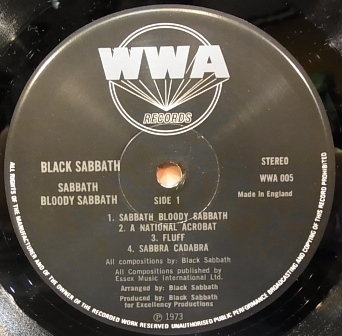 WWA
RECORDS
BLACK SABBATH
SABBATH
BLOODY SABBATH
SIDE 1
STEREO
WWA 005
Made in England
1. SABBATH BLOODY SABBATH
2. A NATIONAL ACROBAT
3. FLUFF
4. SABBRA CADABRA
All compositions by: Black Sabbath
All Compositions published by
Essex Music International Ltd.
Arranged by: Black Sabbath
Produced by: Black Sabbath
for Excellency Productions
℗ 1973
ALL RIGHTS OF THE MANUFACTURER AND OF THE OWNER OF THE RECORDED WORK RESERVED UNAUTHORISED PUBLIC PERFORMANCE BROADCASTING AND COPYING OF THIS RECORD PROHIBITED